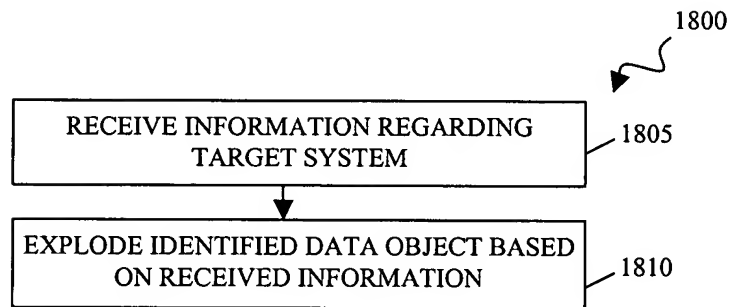 1800
RECEIVE INFORMATION REGARDING
TARGET SYSTEM
1805
EXPLODE IDENTIFIED DATA OBJECT BASED
ON RECEIVED INFORMATION
1810